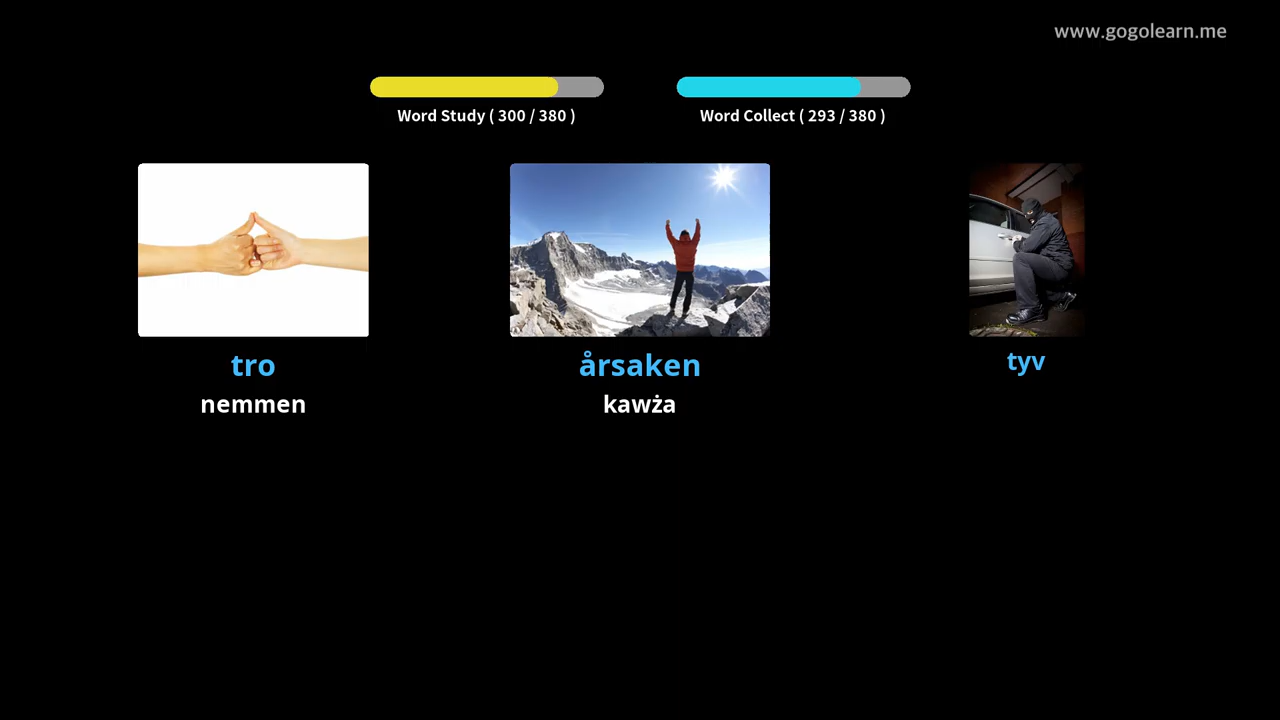 www.gogolearn.me
Word Study ( 300 / 380 )
Word Collect ( 293 / 380 )
tro
nemmen
årsaken
kawża
tyv